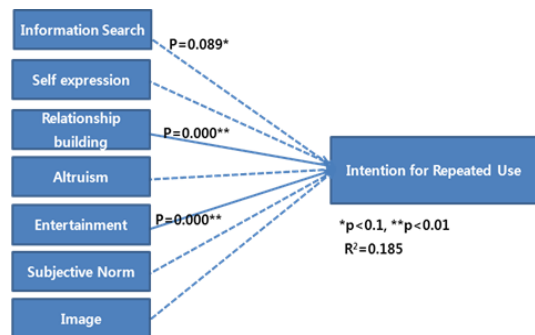 Information Search
P=0.089*
Self expression
Relationship
building
P=0.000**
Altruism
Intention for Repeated Use
Entertainment
P=0.000**
*p<0.1, **p<0.01
R²=0.185
Subjective Norm
Image